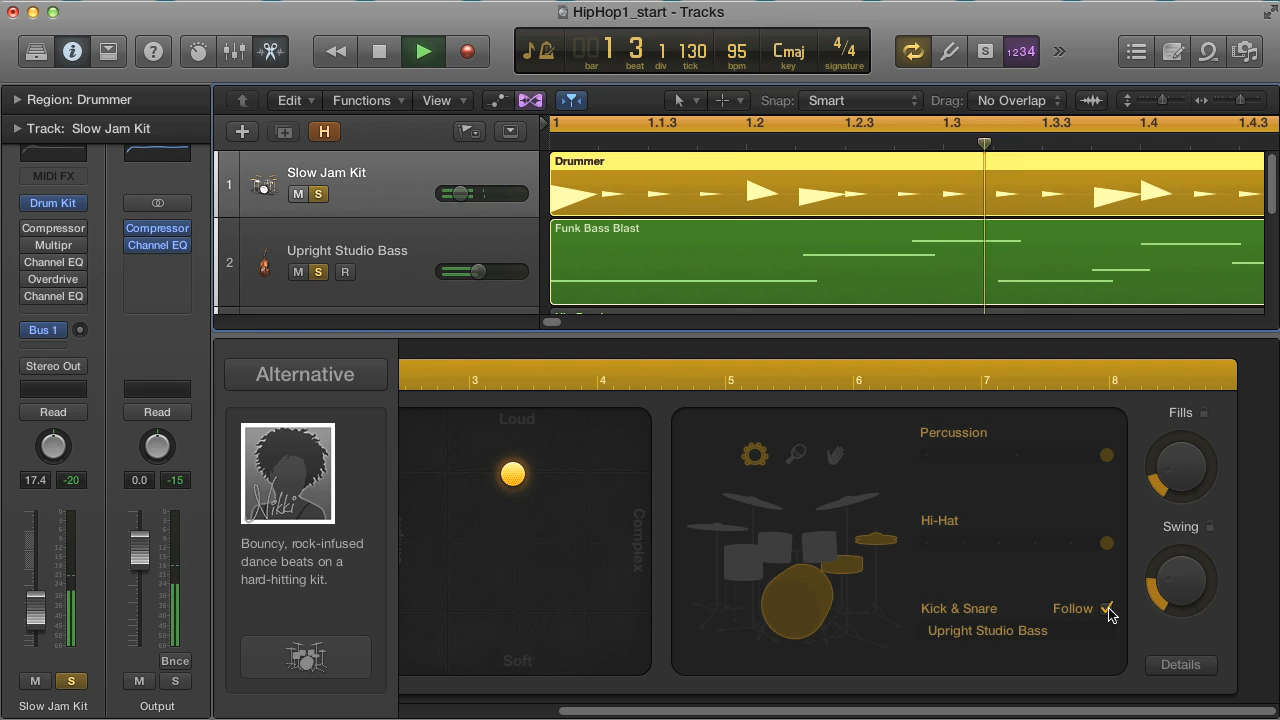 HipHop1_start - Tracks
1 3 1 130 95 Cmaj 4/4
bar beat div tick bpm key signature
1234
Region: Drummer
Track: Slow Jam Kit
Edit Functions View Snap: Smart Drag: No Overlap
H
1 1.1.3 1.2 1.2.3 1.3 1.3.3 1.4 1.4.3
MIDI FX
Drum Kit
Compressor
Multipr
Channel EQ
Overdrive
Channel EQ
Bus 1
Stereo Out
Read
17.4 -20
M S
Slow Jam Kit
Compressor
Channel EQ
Read
0.0 -15
Bnce
M S
Output
1
Slow Jam Kit
M S
Drummer
2
Upright Studio Bass
M S R
Funk Bass Blast
Alternative
3 4 5 6 7 8
Nikki
Bouncy, rock-infused
dance beats on a
hard-hitting kit.
Loud
Complex
Soft
Percussion
Hi-Hat
Kick & Snare Follow
Upright Studio Bass
Fills
Swing
Details